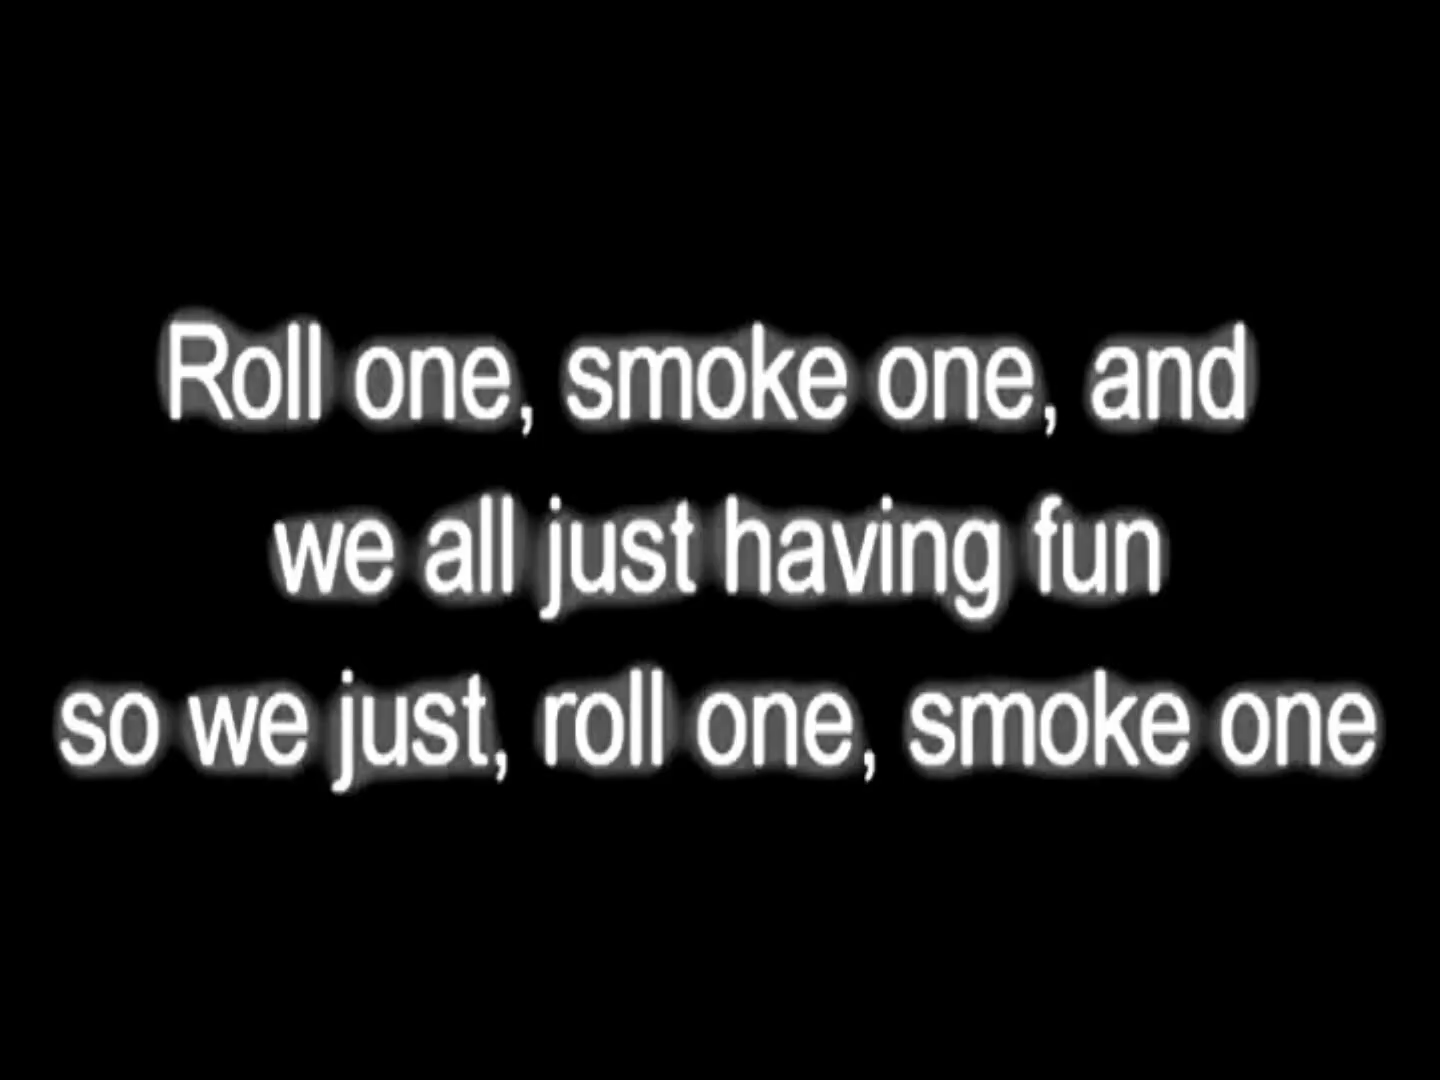 Roll one, smoke one, and
we all just having fun
so we just, roll one, smoke one